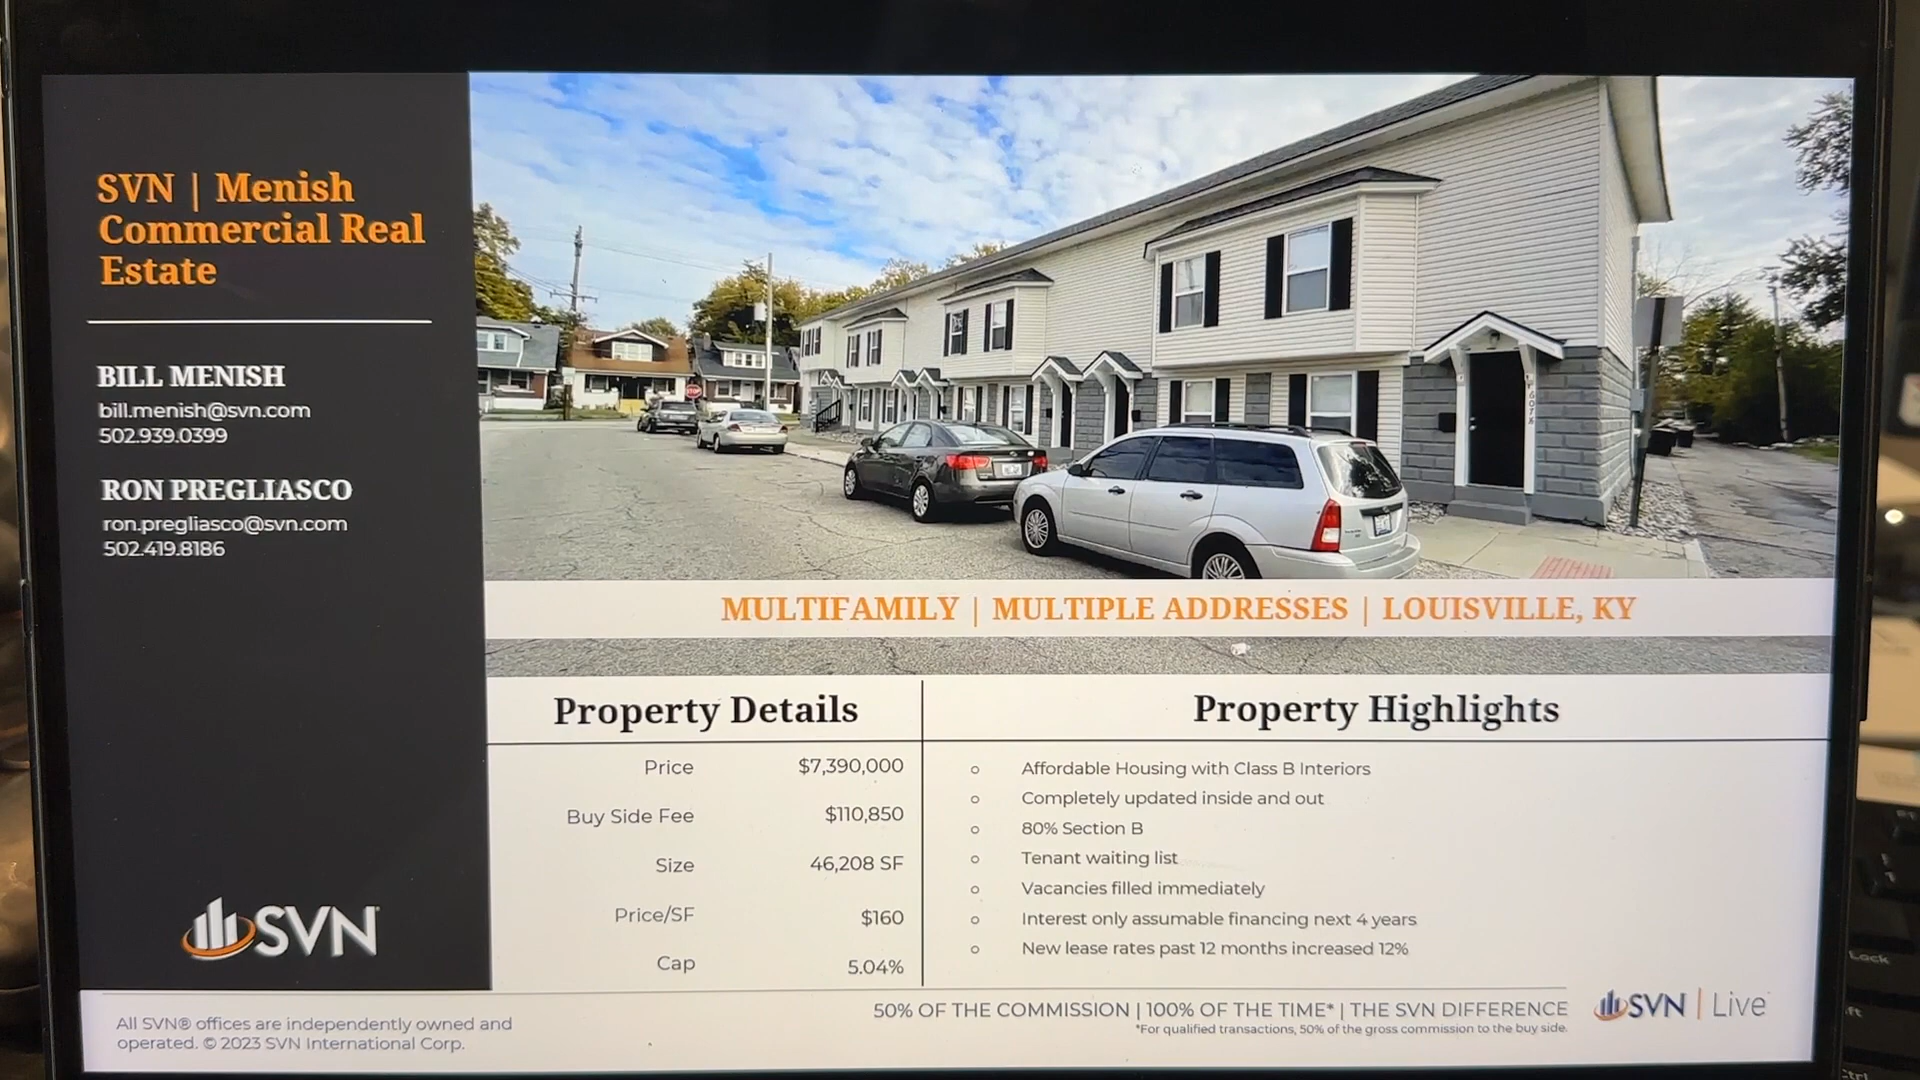 SVN | Menish
Commercial Real
Estate
BILL MENISH
bill.menish@svn.com
502.939.0399
RON PREGLIASCO
ron.pregliasco@svn.com
502.419.8186
SVN
STOP
MULTIFAMILY | MULTIPLE ADDRESSES | LOUISVILLE, KY
Property Details
Price $7,390,000
Buy Side Fee $110,850
Size 46,208 SF
Price/SF $160
Cap 5.04%
Property Highlights
Affordable Housing with Class B Interiors
Completely updated inside and out
80% Section B
Tenant waiting list
Vacancies filled immediately
Interest only assumable financing next 4 years
New lease rates past 12 months increased 12%
All SVN® offices are independently owned and
operated. © 2023 SVN International Corp.
50% OF THE COMMISSION | 100% OF THE TIME* | THE SVN DIFFERENCE
*For qualified transactions, 50% of the gross commission to the buy side.
SVN | Live
Lock
Ctrl